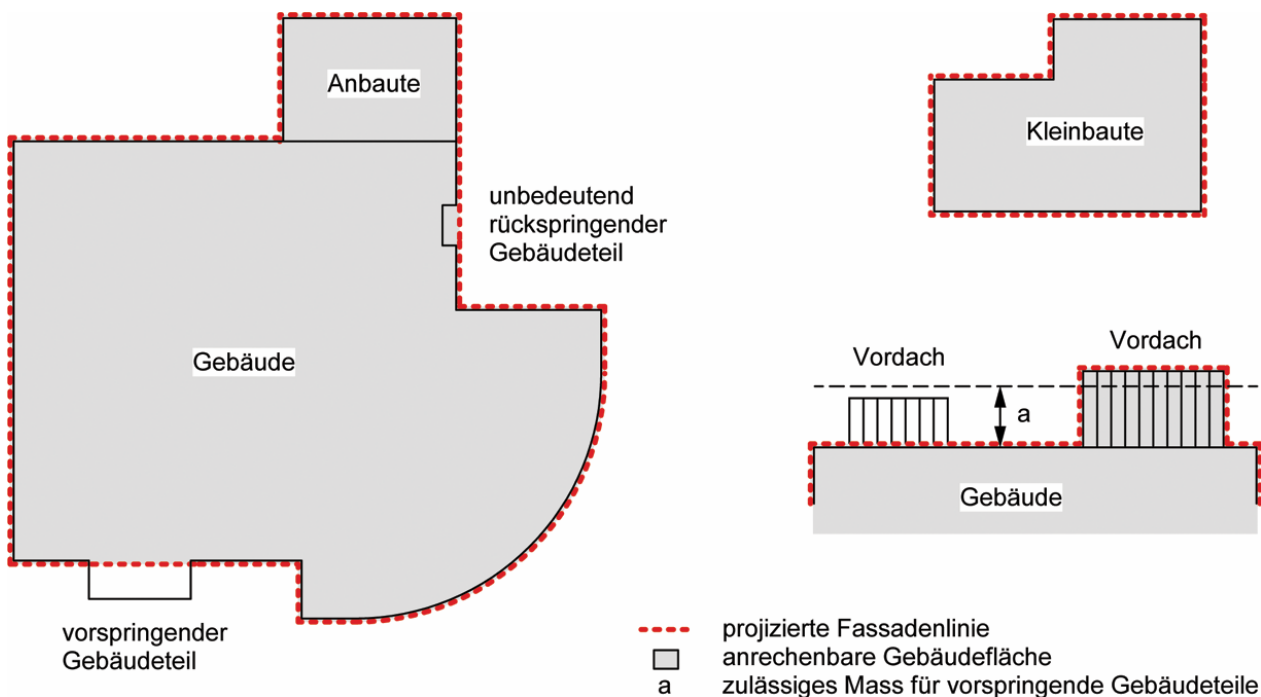 Anbaute
Kleinbaute
unbedeutend
rückspringender
Gebäudeteil
Gebäude
Vordach
Vordach
a
Gebäude
vorspringender
Gebäudeteil
projizierte Fassadenlinie
anrechenbare Gebäudefläche
a zulässiges Mass für vorspringende Gebäudeteile